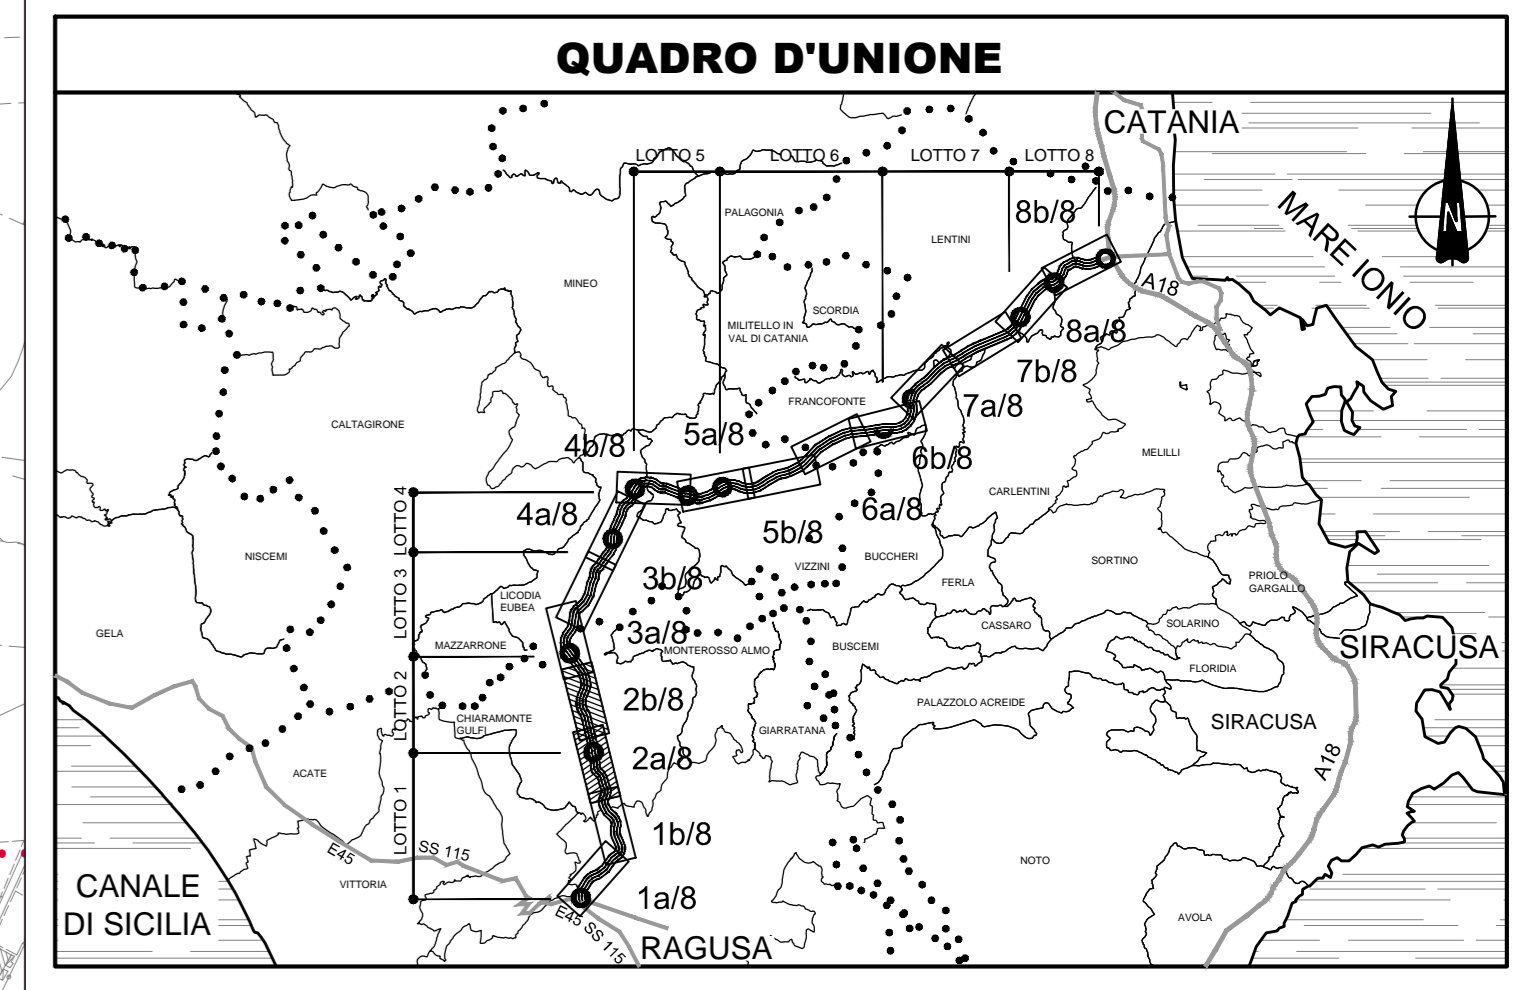 QUADRO D'UNIONE
CATANIA
LOTTO 5
LOTTO 6
LOTTO 7
LOTTO 8
MARE IONIO
N
8b/8
PALAGONIA
LENTINI
MINEO
A18
SCORDIA
MILITELLO IN
VAL DI CATANIA
8a/8
7b/8
FRANCOFONTE
7a/8
CALTAGIRONE
4b/8
5a/8
6b/8
MELILLI
CARLENTINI
LOTTO 4
4a/8
6a/8
5b/8
NISCEMI
BUCCHERI
VIZZINI
SORTINO
FERLA
PRIOLO
GARGALLO
3b/8
LOTTO 3
LICODIA
EUBEA
GELA
CASSARO
SOLARINO
3a/8
MAZZARRONE
MONTEROSSO ALMO
BUSCEMI
SIRACUSA
FLORIDIA
LOTTO 2
2b/8
PALAZZOLO ACREIDE
CHIARAMONTE
GULFI
GIARRATANA
SIRACUSA
2a/8
A18
ACATE
LOTTO 1
1b/8
E45
SS 115
NOTO
VITTORIA
CANALE
DI SICILIA
1a/8
E45 SS 115
AVOLA
RAGUSA